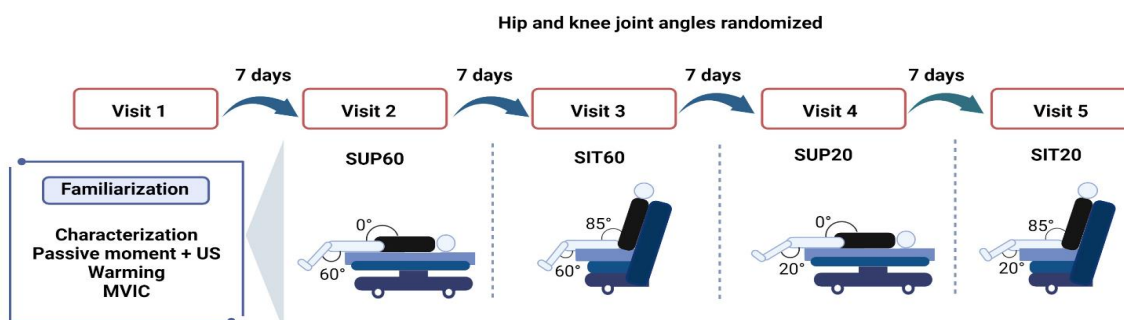 Hip and knee joint angles randomized
7 days
7 days
7 days
7 days
Visit 1
Visit 2
Visit 3
Visit 4
Visit 5
SUP60
SIT60
SUP20
SIT20
Familiarization
Characterization
Passive moment + US
Warming
MVIC
0°
60°
85°
60°
0°
20°
85°
20°